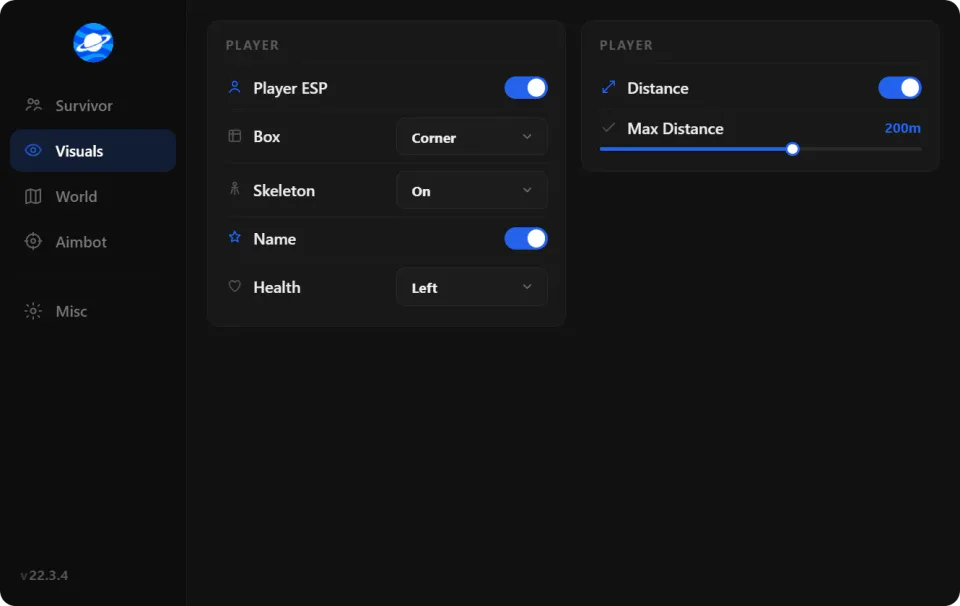 Survivor
Visuals
World
Aimbot
Misc
v22.3.4
PLAYER
Player ESP
Box Corner
Skeleton On
Name
Health Left
PLAYER
Distance
Max Distance 200m